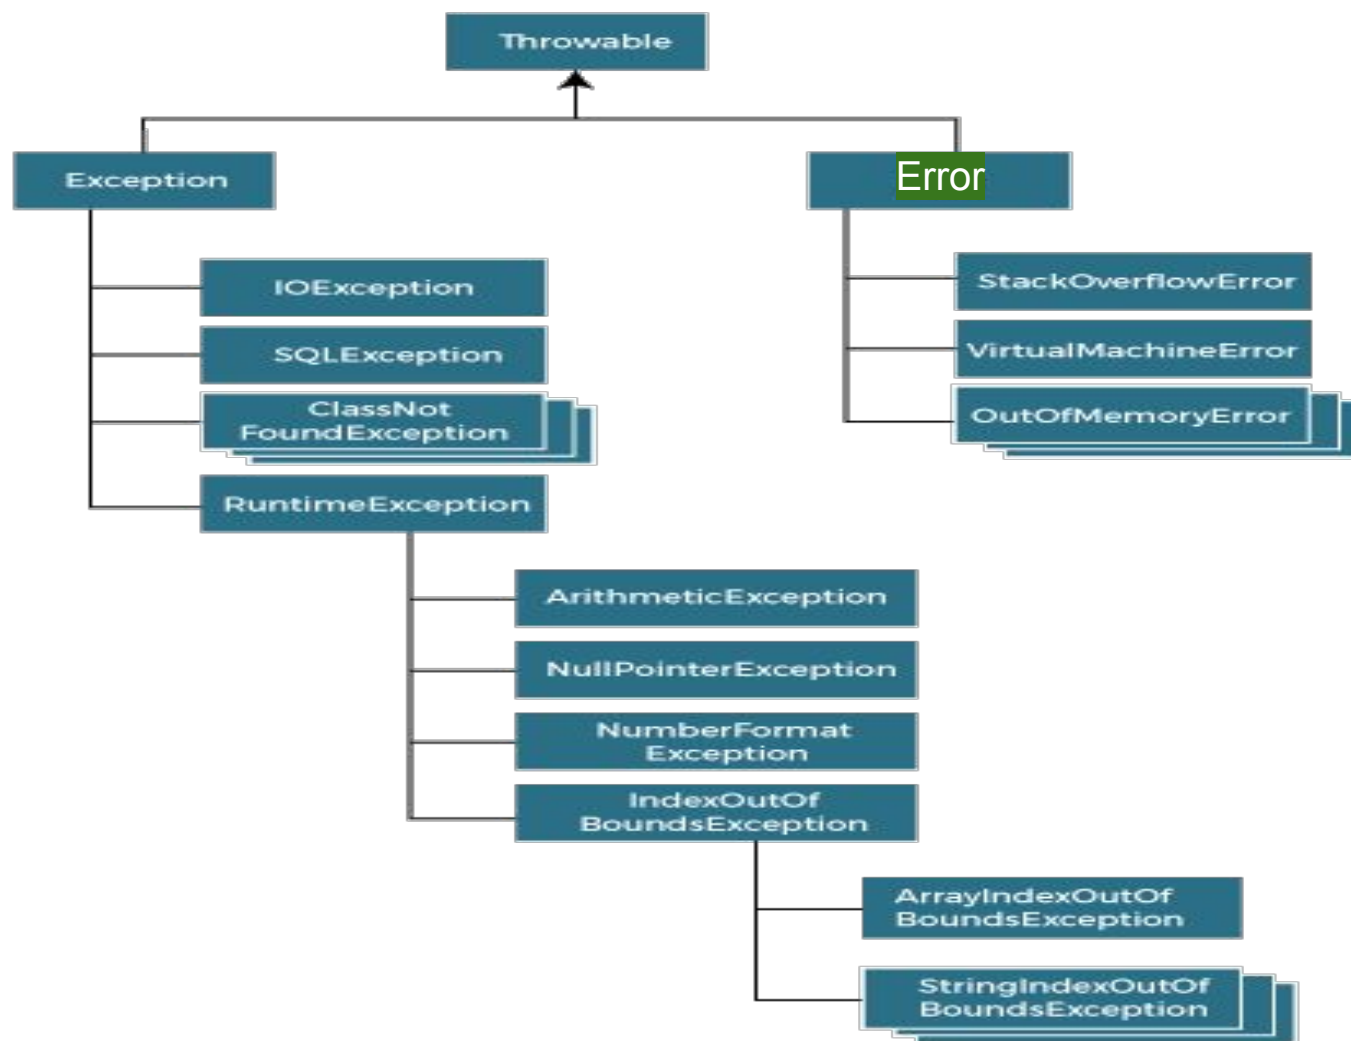 Throwable
Exception
Error
IOException
StackOverflowError
SQLException
VirtualMachineError
ClassNot
FoundException
OutOfMemoryError
RuntimeException
ArithmeticException
NullPointerException
NumberFormat
Exception
IndexOutOf
BoundsException
ArrayIndexOutOf
BoundsException
StringIndexOutOf
BoundsException